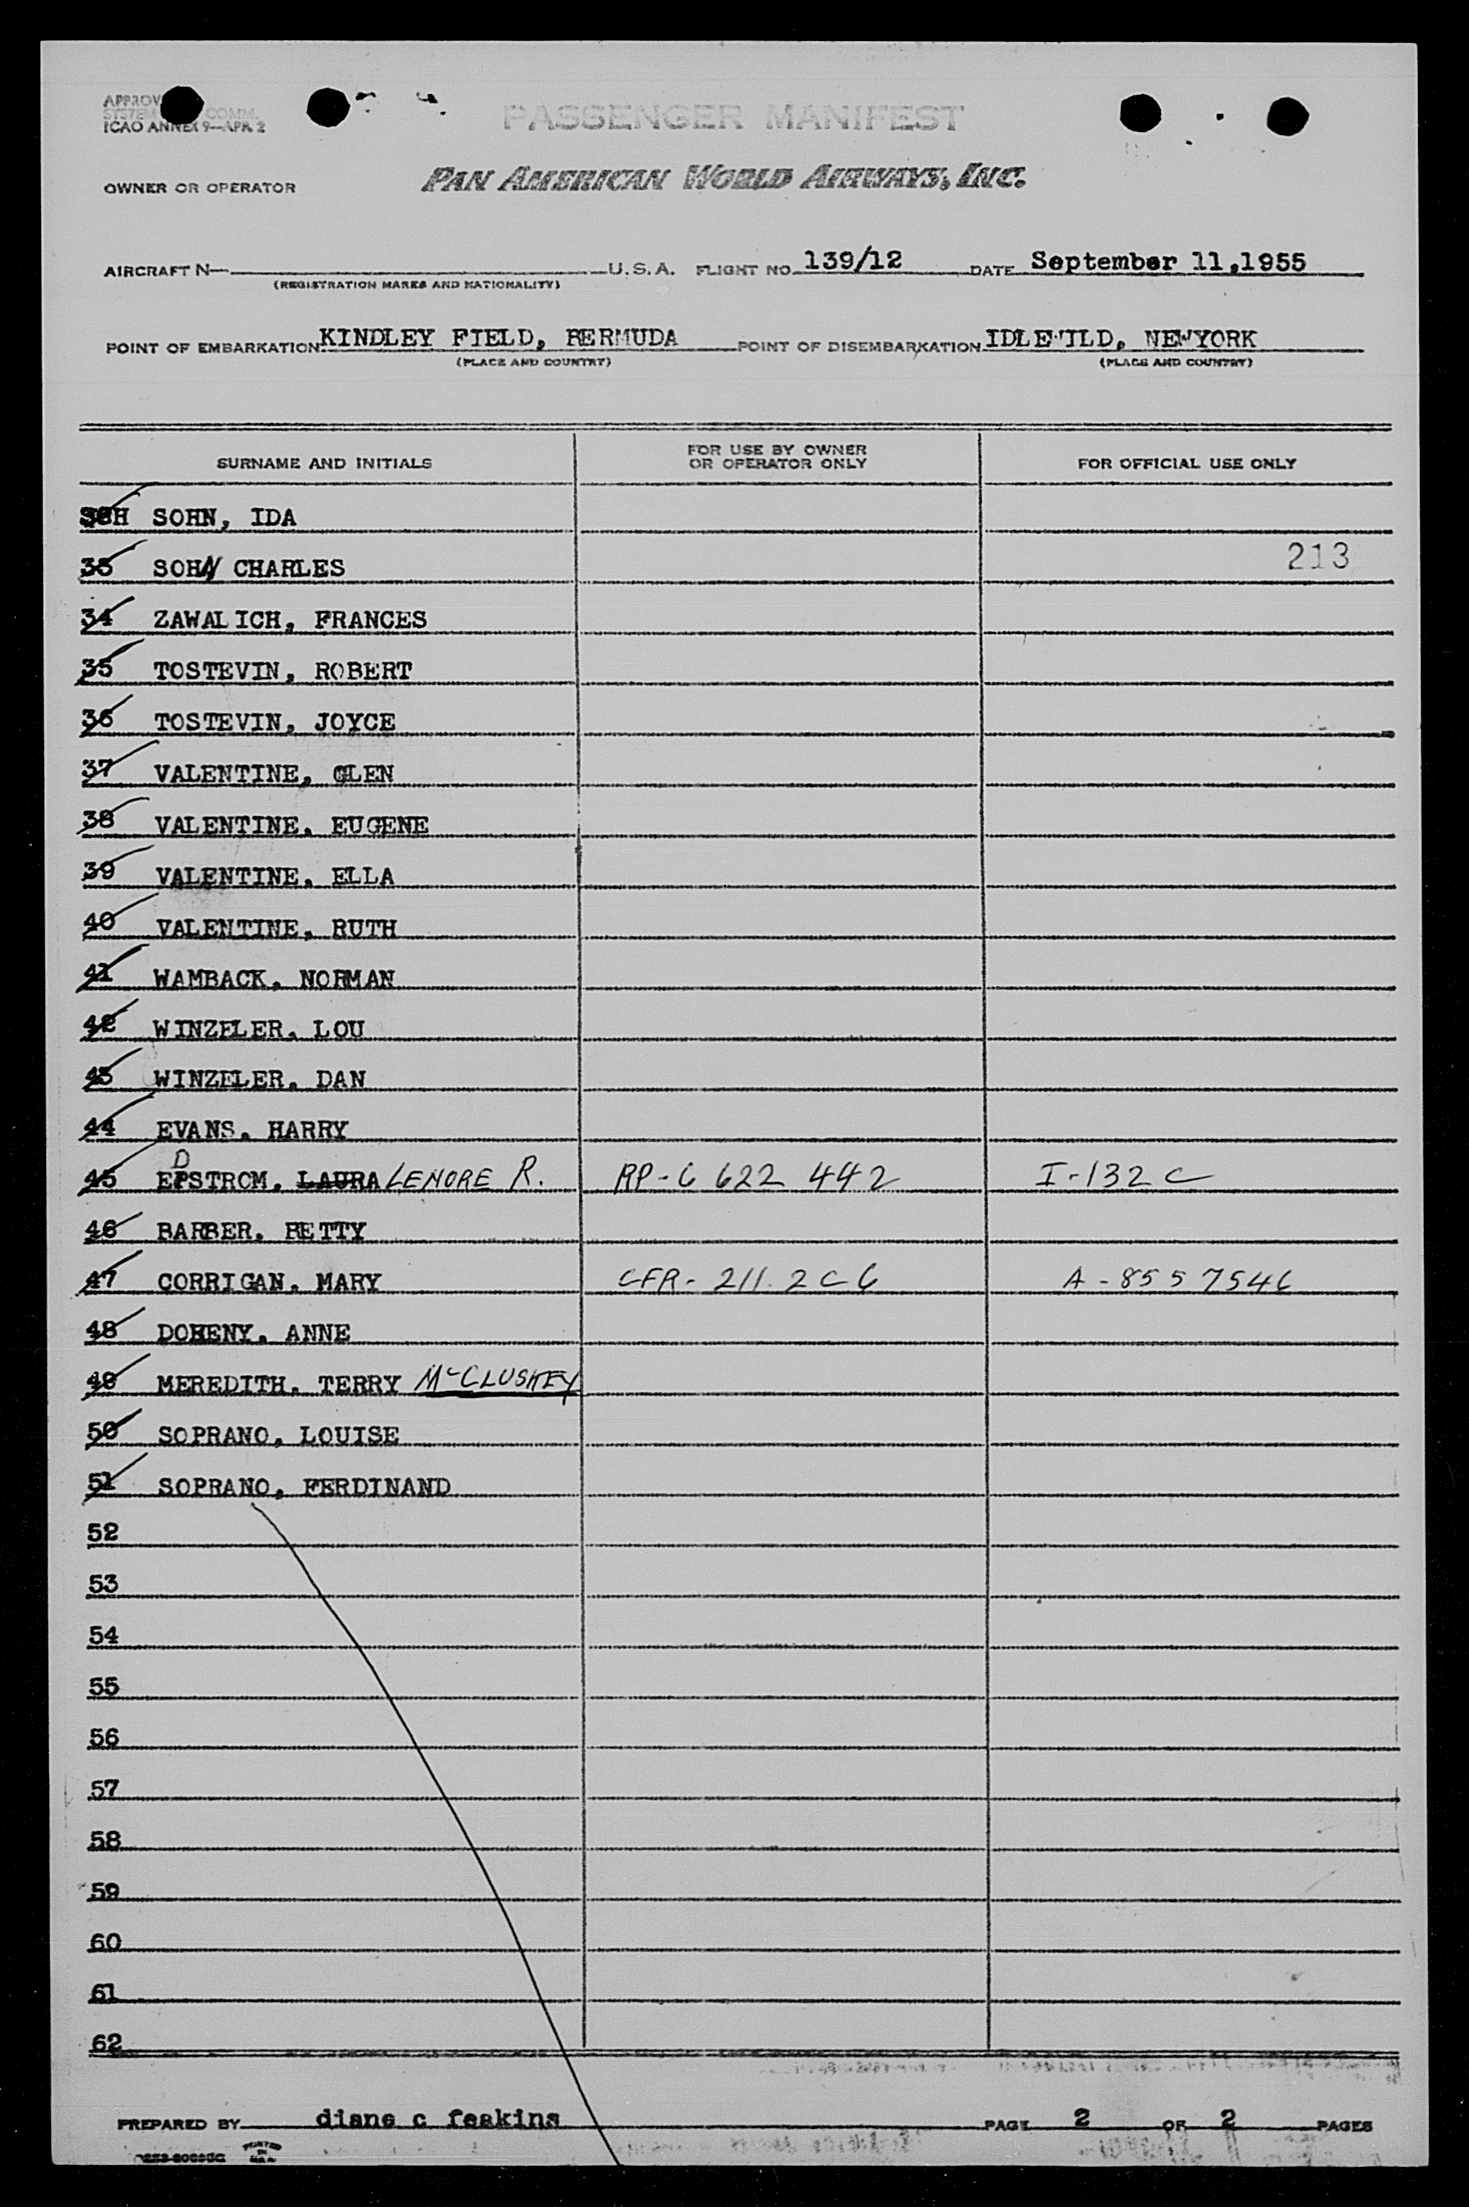 PASSENGER MANIFEST
ICAO ANNEX 9—APP. 2
OWNER OR OPERATOR PAN AMERICAN WORLD AIRWAYS, INC.
AIRCRAFT N— U.S.A. FLIGHT NO. 139/12 DATE September 11,1955
(REGISTRATION MARKS AND NATIONALITY)
POINT OF EMBARKATION KINDLEY FIELD, BERMUDA POINT OF DISEMBARKATION IDLEWILD, NEWYORK
(PLACE AND COUNTRY) (PLACE AND COUNTRY)
SURNAME AND INITIALS FOR USE BY OWNER OR OPERATOR ONLY FOR OFFICIAL USE ONLY
SOHN, IDA
33 SOHN CHARLES 213
34 ZAWALICH, FRANCES
35 TOSTEVIN, ROBERT
36 TOSTEVIN, JOYCE
37 VALENTINE, GLEN
38 VALENTINE, EUGENE
39 VALENTINE, ELLA
40 VALENTINE, RUTH
41 WAMBACK, NORMAN
42 WINZELER, LOU
43 WINZELER, DAN
44 EVANS, HARRY
45 EDSTROM, LAURA LENORE R. RP-6 622 442 I-132 C
46 BARBER, BETTY
47 CORRIGAN, MARY CFR- 211.2 C 6 A-8557546
48 DOHENY, ANNE
49 MEREDITH, TERRY McCLUSKEY
50 SOPRANO, LOUISE
51 SOPRANO, FERDINAND
52
53
54
55
56
57
58
59
60
61
62
PREPARED BY diane c feakins PAGE 2 OF 2 PAGES
PRINTED IN U.S.A.